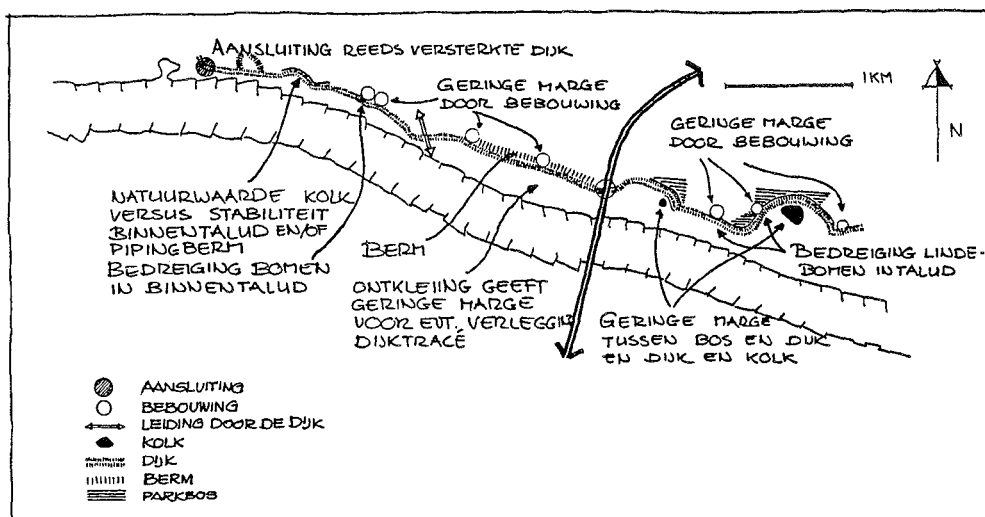 AANSLUITING REEDS VERSTERKTE DIJK
GERINGE MARGE
DOOR BEBOUWING
1KM
GERINGE MARGE
DOOR BEBOUWING
N
NATUURWAARDE KOLK
VERSUS STABILITEIT
BINNENTALUD EN/OF
PIPINGBERM
BEDREIGING BOMEN
IN BINNENTALUD
BERM
ONTKLEIING GEEFT
GERINGE MARGE
VOOR EVT. VERLEGGING
DIJKTRACÉ
BEDREIGING LINDE-
BOMEN IN TALUD
GERINGE MARGE
TUSSEN BOS EN DIJK
EN DIJK EN KOLK
AANSLUITING
BEBOUWING
LEIDING DOOR DE DIJK
KOLK
DIJK
BERM
PARKBOS